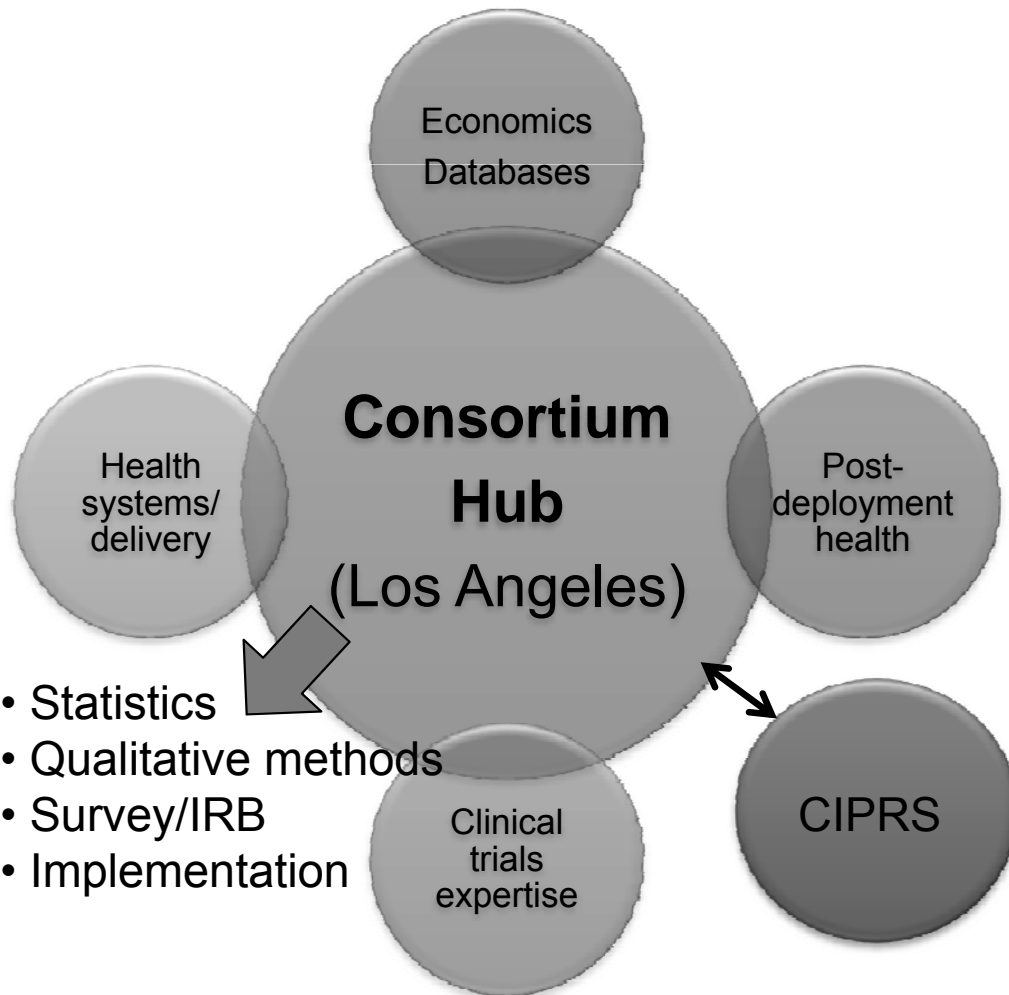 Economics
Databases
Consortium
Hub
(Los Angeles)
Health
systems/
delivery
Post-
deployment
health
• Statistics
• Qualitative methods
• Survey/IRB
• Implementation
Clinical
trials
expertise
CIPRS